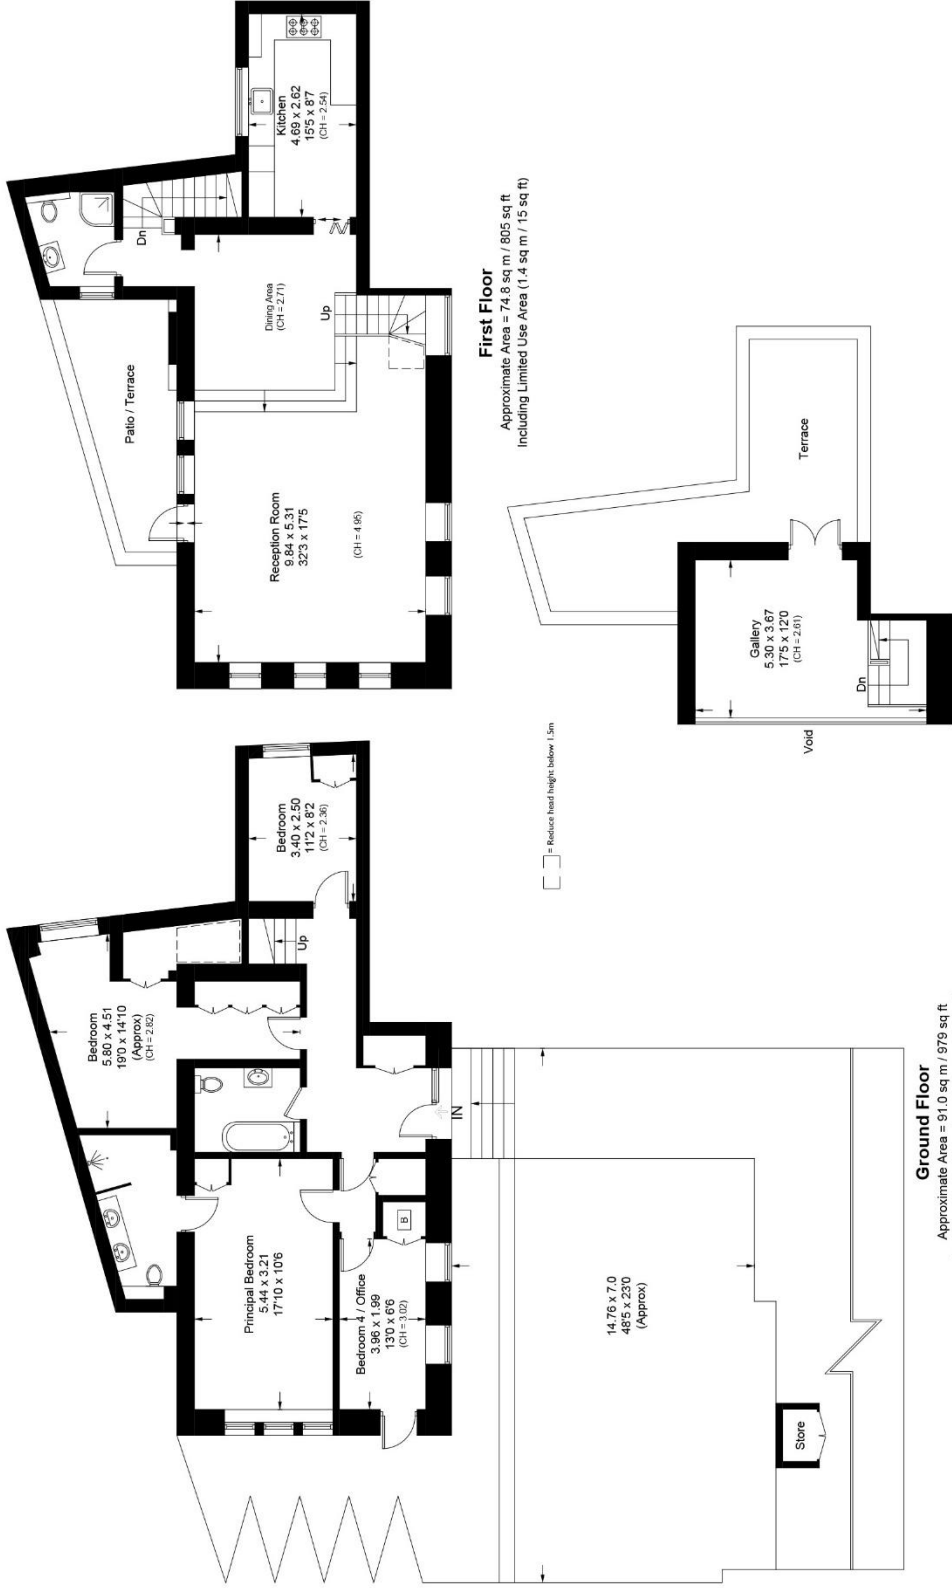 Bedroom
5.80 x 4.51
19'0 x 14'10
(Approx)
(CH = 2.82)
Bedroom
3.40 x 2.50
11'2 x 8'2
(CH = 2.36)
Up
Principal Bedroom
5.44 x 3.21
17'10 x 10'6
Bedroom 4 / Office
3.96 x 1.99
13'0 x 6'6
(CH = 3.02)
B
IN
14.76 x 7.0
48'5 x 23'0
(Approx)
Store
Ground Floor
Approximate Area = 91.0 sq m / 979 sq ft
Patio / Terrace
Dn
Kitchen
4.69 x 2.62
15'5 x 8'7
(CH = 2.54)
Dining Area
(CH = 2.71)
Up
Reception Room
9.84 x 5.31
32'3 x 17'5
(CH = 4.95)
First Floor
Approximate Area = 74.8 sq m / 805 sq ft
Including Limited Use Area (1.4 sq m / 15 sq ft)
= Reduce head height below 1.5m
Terrace
Gallery
5.30 x 3.67
17'5 x 12'0
(CH = 2.61)
Dn
Void